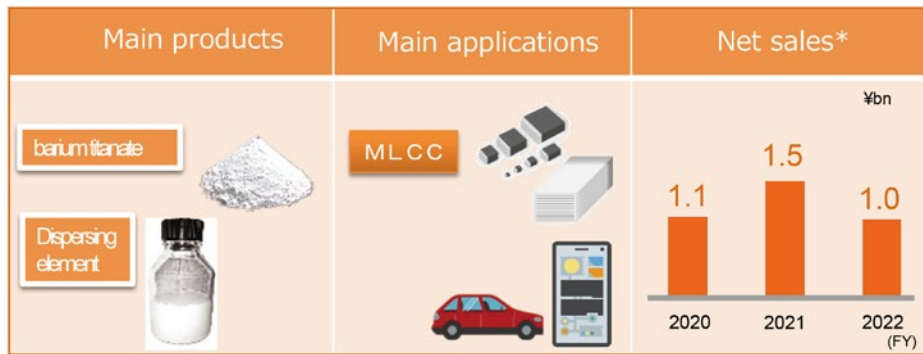 Main products
Main applications
Net sales*
¥bn
barium titanate
Dispersing
element
MLCC
1.1
1.5
1.0
2020
2021
2022
(FY)